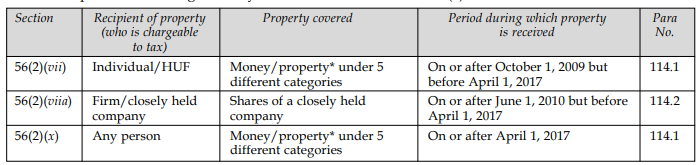 Section
Recipient of property
(who is chargeable
to tax)
Property covered
Period during which property
is received
Para
No.
56(2)(vii)
Individual/HUF
Money/property* under 5
different categories
On or after October 1, 2009 but
before April 1, 2017
114.1
56(2)(viia)
Firm/closely held
company
Shares of a closely held
company
On or after June 1, 2010 but before
April 1, 2017
114.2
56(2)(x)
Any person
Money/property* under 5
different categories
On or after April 1, 2017
114.1